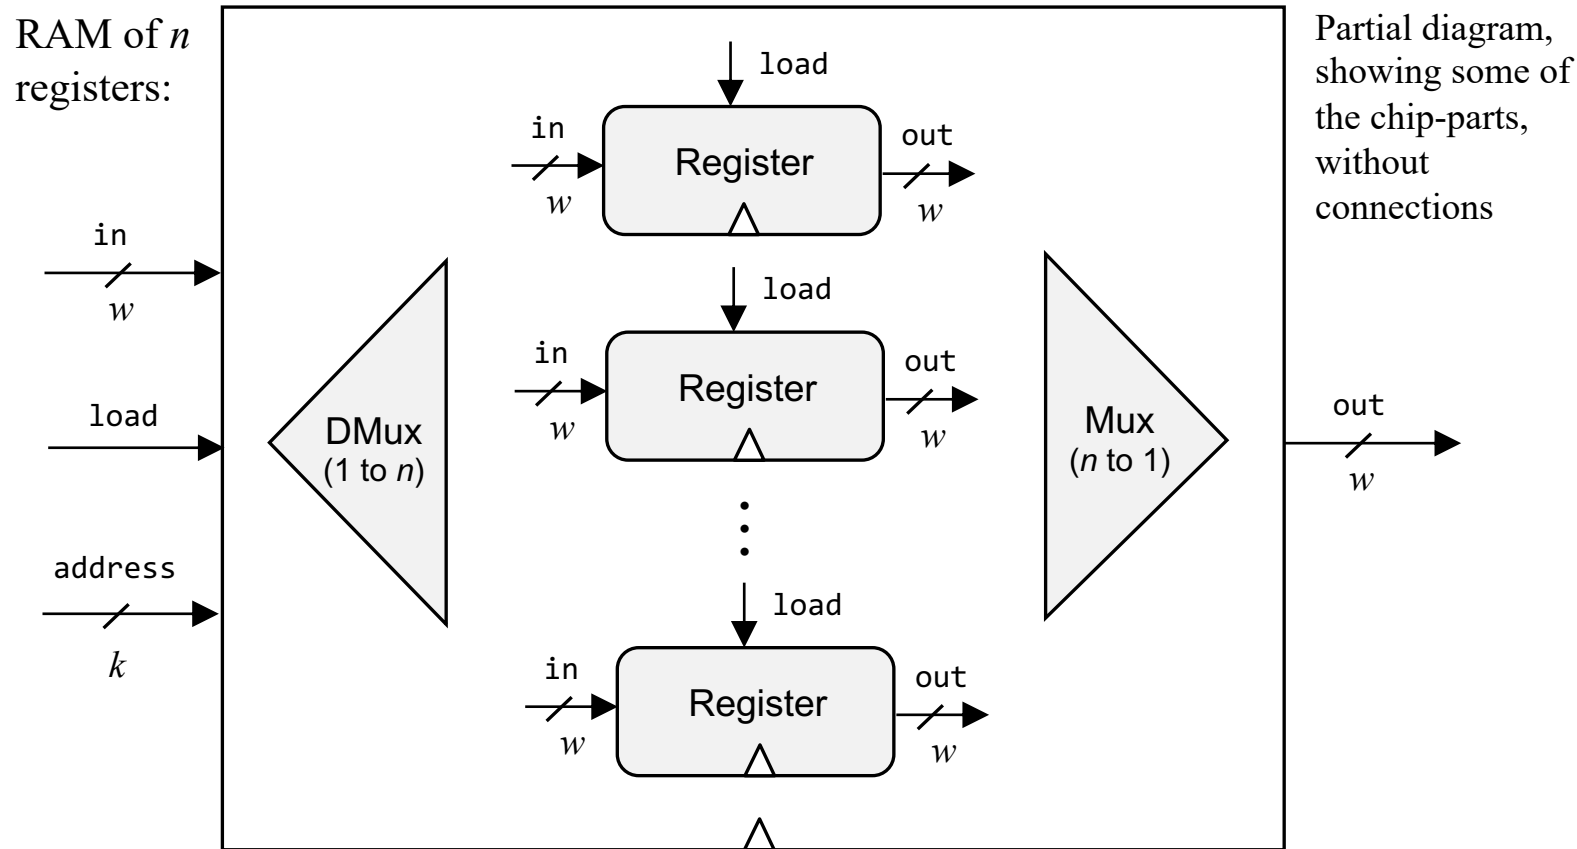 RAM of n
registers:
in
w
load
address
k
load
in
w
Register
out
w
load
in
w
Register
out
w
load
in
w
Register
out
w
DMux
(1 to n)
Mux
(n to 1)
out
w
Partial diagram,
showing some of
the chip-parts,
without
connections